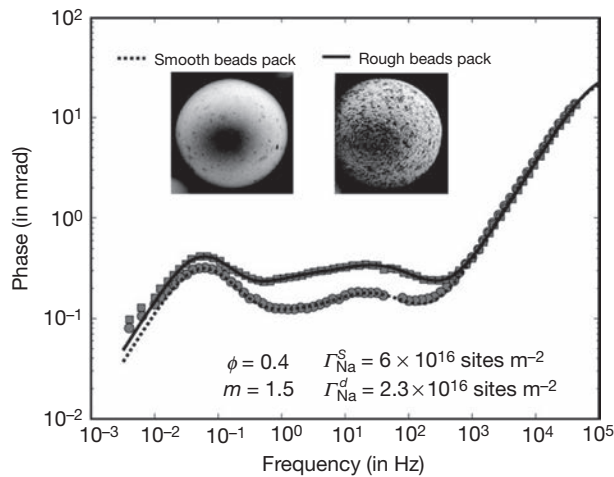 10²
Smooth beads pack Rough beads pack
10¹
10⁰
10⁻¹
10⁻²
Phase (in mrad)
ϕ = 0.4 Γ^S_Na = 6 × 10¹⁶ sites m⁻²
m = 1.5 Γ^d_Na = 2.3 × 10¹⁶ sites m⁻²
10⁻³ 10⁻² 10⁻¹ 10⁰ 10¹ 10² 10³ 10⁴ 10⁵
Frequency (in Hz)